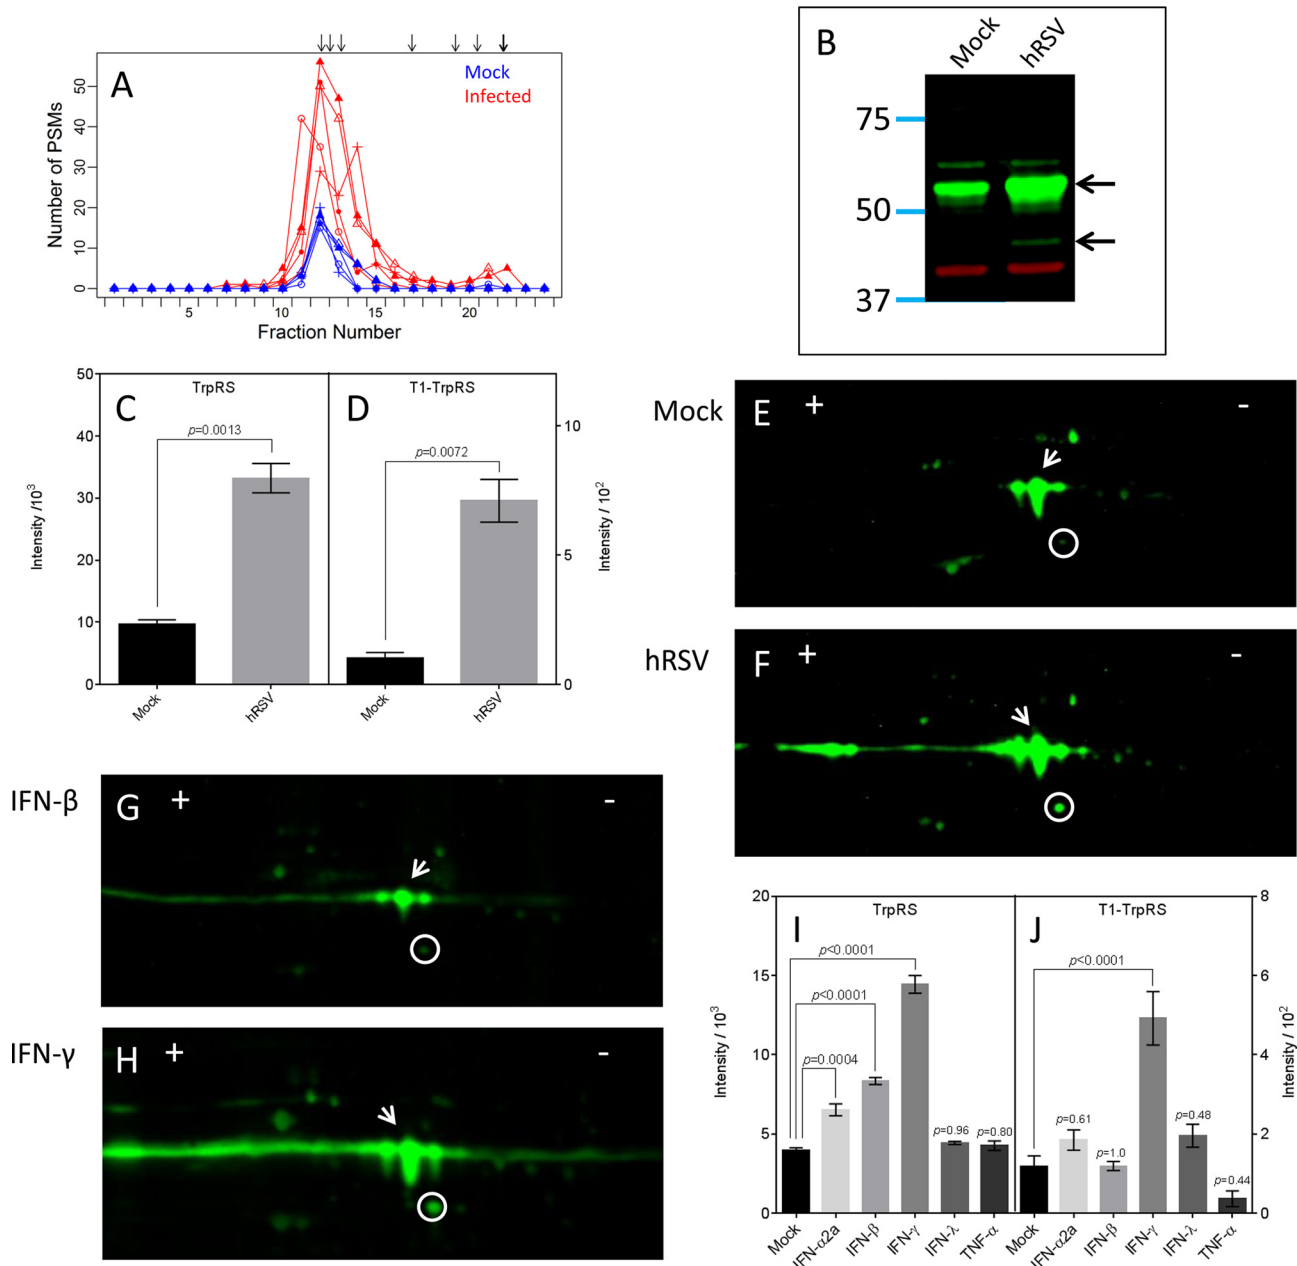 A
Mock
Infected
Number of PSMs
0
10
20
30
40
50
5
10
15
20
Fraction Number
B
Mock
hRSV
75
50
37
C
TrpRS
p=0.0013
Intensity /10³
50
40
30
20
10
0
Mock
hRSV
D
T1-TrpRS
p=0.0072
Intensity / 10²
10
5
0
Mock
hRSV
Mock
E
+
-
hRSV
F
+
-
IFN-β
G
+
-
IFN-γ
H
+
-
I
TrpRS
p<0.0001
p<0.0001
p=0.0004
p=0.96
p=0.80
Intensity / 10³
20
15
10
5
0
Mock
IFN-α2a
IFN-β
IFN-γ
IFN-λ
TNF-α
J
T1-TrpRS
p<0.0001
p=0.61
p=1.0
p=0.48
p=0.44
Intensity / 10²
8
6
4
2
0
Mock
IFN-α2a
IFN-β
IFN-γ
IFN-λ
TNF-α